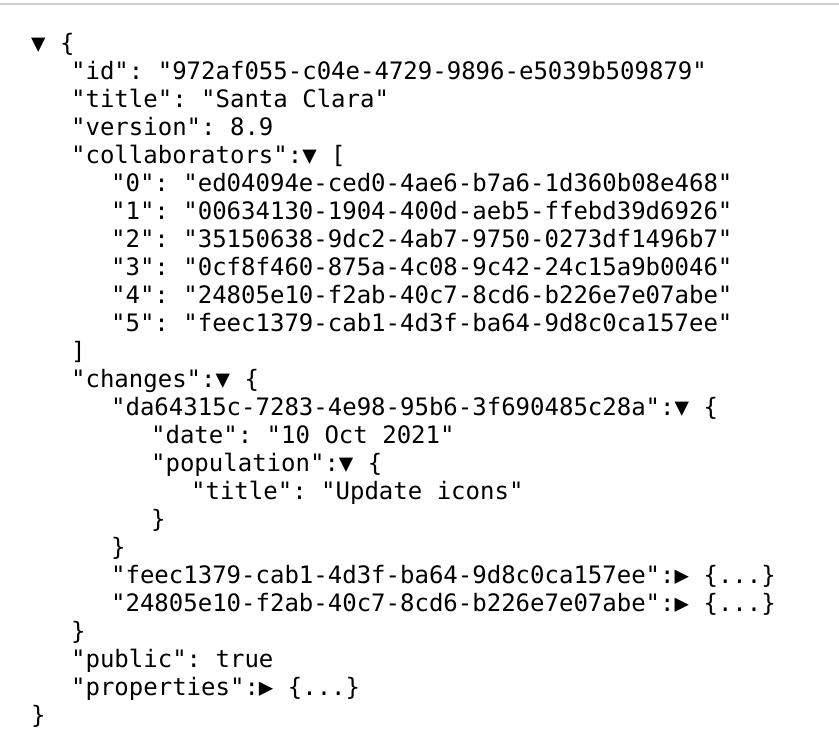 ▼ {
"id": "972af055-c04e-4729-9896-e5039b509879"
"title": "Santa Clara"
"version": 8.9
"collaborators":▼ [
"0": "ed04094e-ced0-4ae6-b7a6-1d360b08e468"
"1": "00634130-1904-400d-aeb5-ffebd39d6926"
"2": "35150638-9dc2-4ab7-9750-0273df1496b7"
"3": "0cf8f460-875a-4c08-9c42-24c15a9b0046"
"4": "24805e10-f2ab-40c7-8cd6-b226e7e07abe"
"5": "feec1379-cab1-4d3f-ba64-9d8c0ca157ee"
]
"changes":▼ {
"da64315c-7283-4e98-95b6-3f690485c28a":▼ {
"date": "10 Oct 2021"
"population":▼ {
"title": "Update icons"
}
}
"feec1379-cab1-4d3f-ba64-9d8c0ca157ee":▶ {...}
"24805e10-f2ab-40c7-8cd6-b226e7e07abe":▶ {...}
}
"public": true
"properties":▶ {...}
}